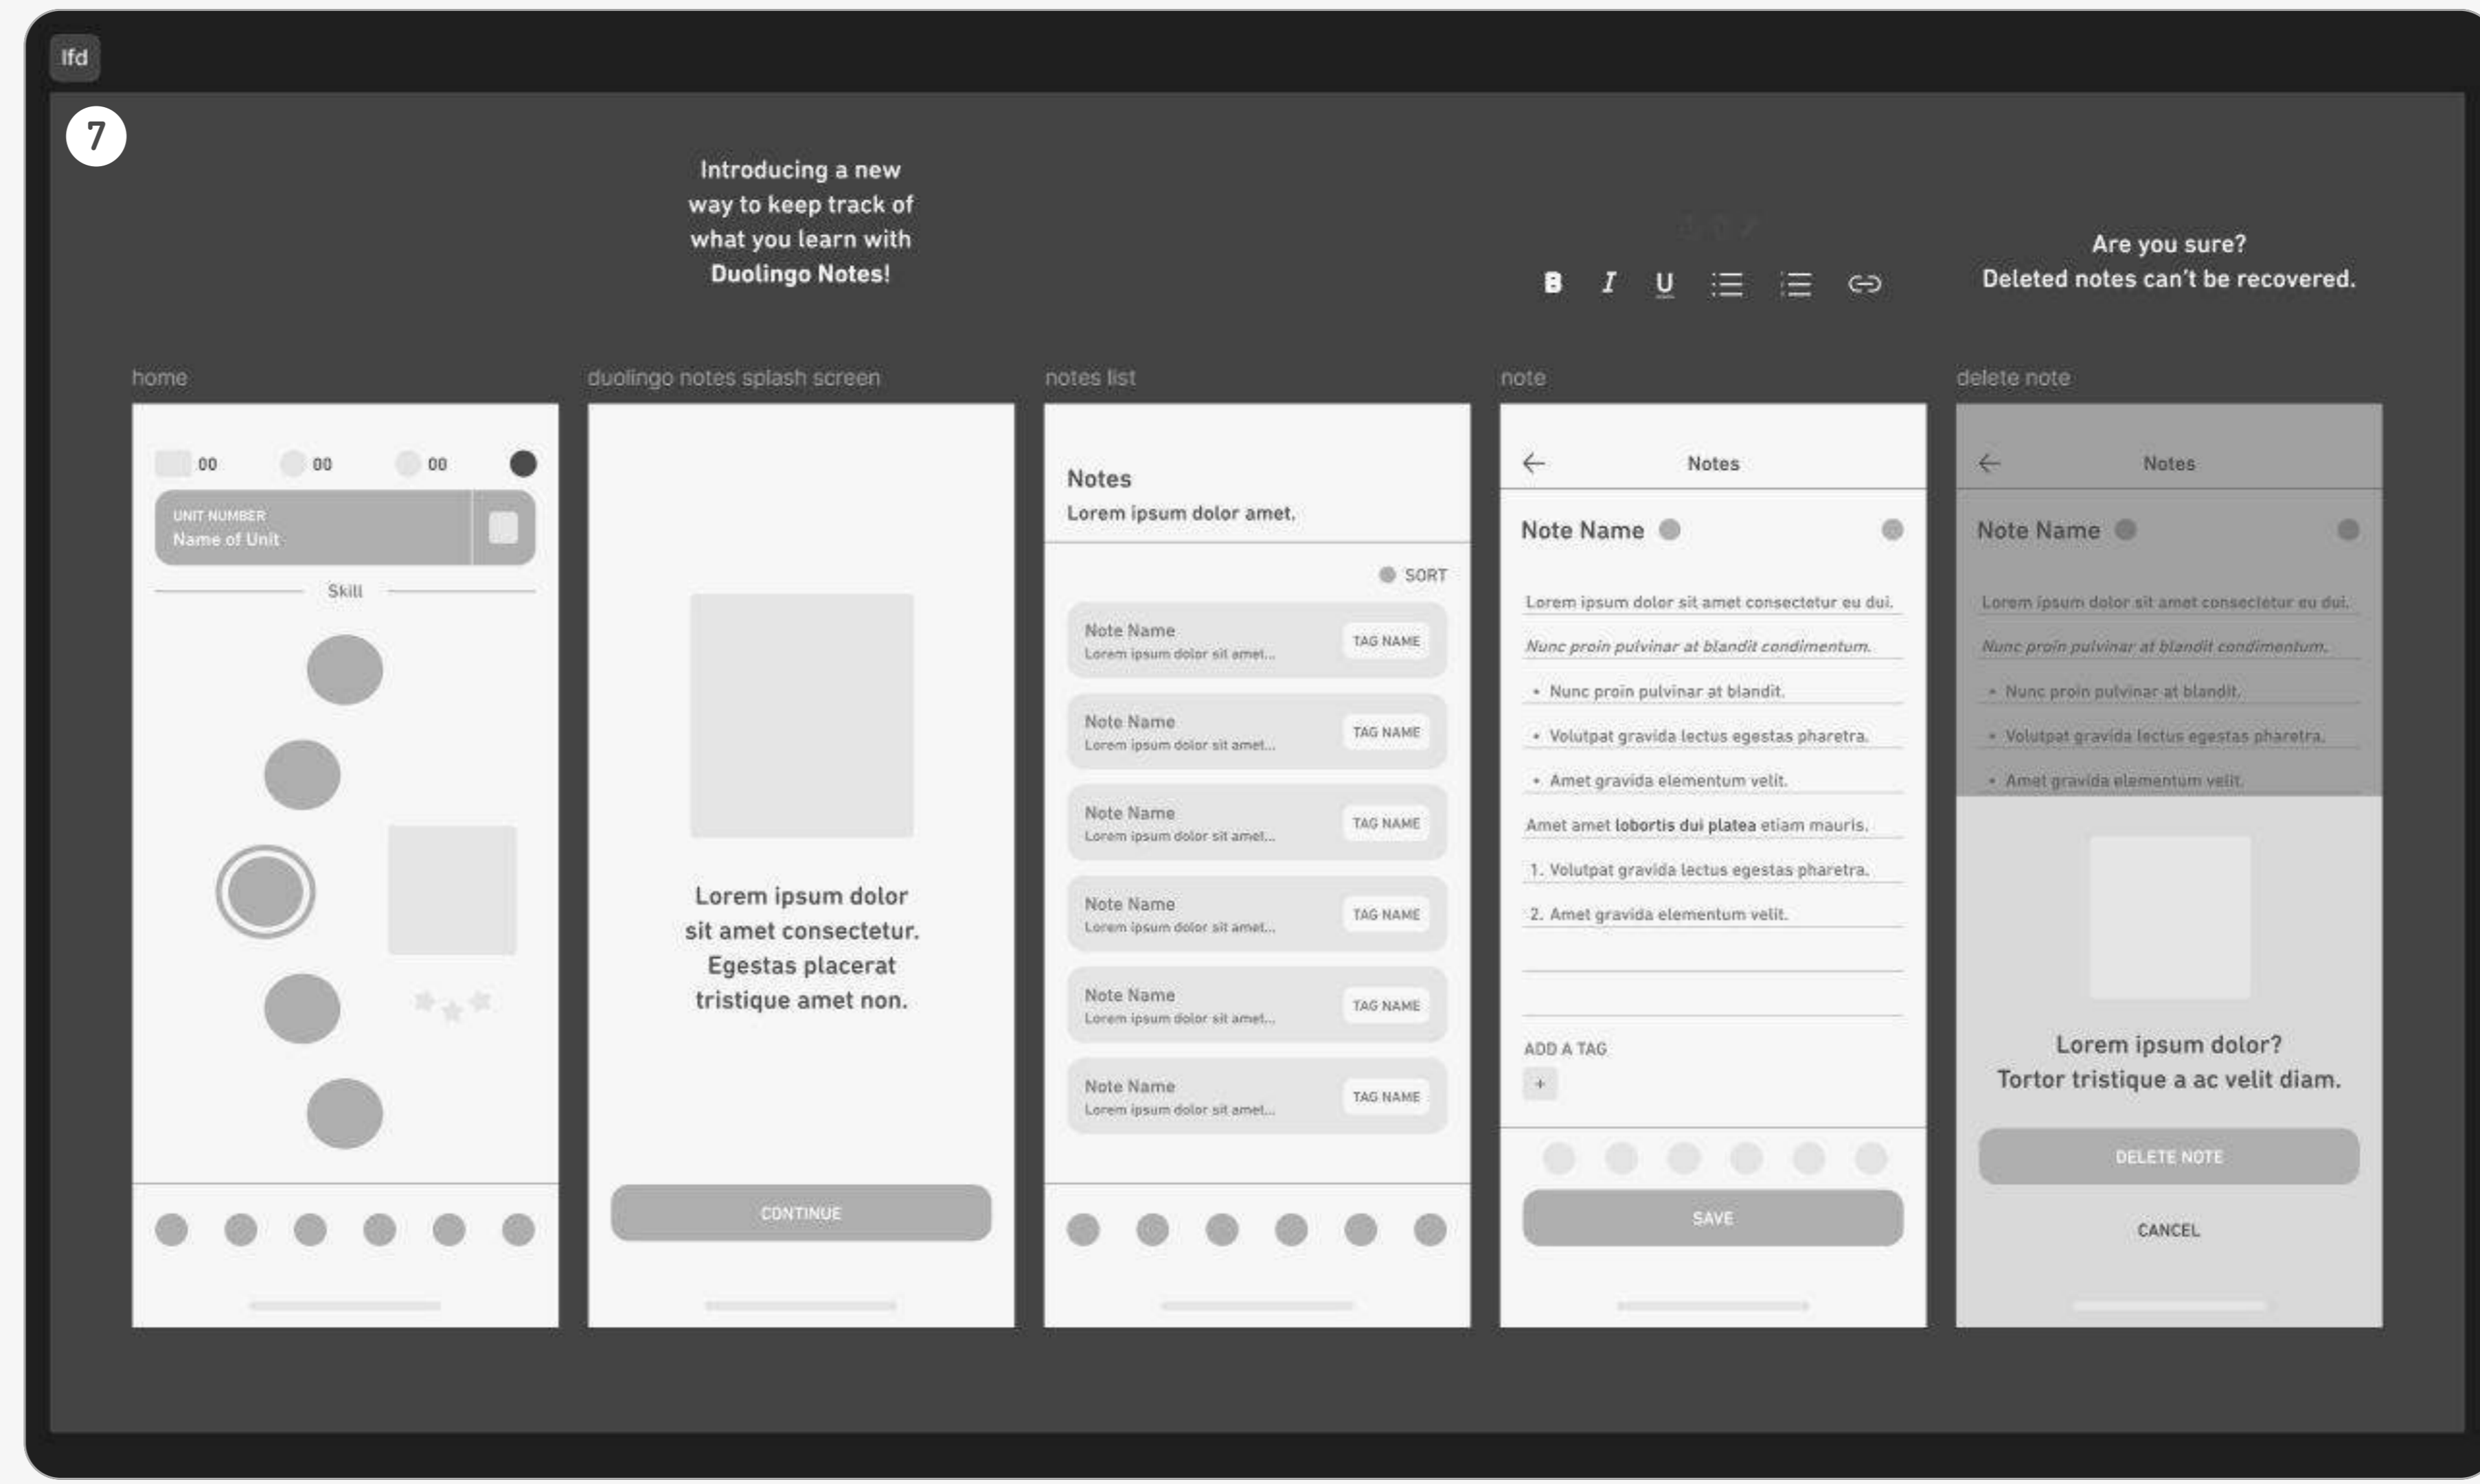 lfd
7
Introducing a new
way to keep track of
what you learn with
Duolingo Notes!
B I U
Are you sure?
Deleted notes can't be recovered.
home
00 00 00
UNIT NUMBER
Name of Unit
Skill
duolingo notes splash screen
Lorem ipsum dolor
sit amet consectetur.
Egestas placerat
tristique amet non.
CONTINUE
notes list
Notes
Lorem ipsum dolor amet.
SORT
Note Name
Lorem ipsum dolor sit amet...
TAG NAME
Note Name
Lorem ipsum dolor sit amet...
TAG NAME
Note Name
Lorem ipsum dolor sit amet...
TAG NAME
Note Name
Lorem ipsum dolor sit amet...
TAG NAME
Note Name
Lorem ipsum dolor sit amet...
TAG NAME
Note Name
Lorem ipsum dolor sit amet...
TAG NAME
note
Notes
Note Name
Lorem ipsum dolor sit amet consectetur eu dui.
Nunc proin pulvinar at blandit condimentum.
• Nunc proin pulvinar at blandit.
• Volutpat gravida lectus egestas pharetra.
• Amet gravida elementum velit.
Amet amet lobortis dui platea etiam mauris.
1. Volutpat gravida lectus egestas pharetra.
2. Amet gravida elementum velit.
ADD A TAG
+
SAVE
delete note
Notes
Note Name
Lorem ipsum dolor sit amet consectetur eu dui.
Nunc proin pulvinar at blandit condimentum.
• Nunc proin pulvinar at blandit.
• Volutpat gravida lectus egestas pharetra.
• Amet gravida elementum velit.
Lorem ipsum dolor?
Tortor tristique a ac velit diam.
DELETE NOTE
CANCEL